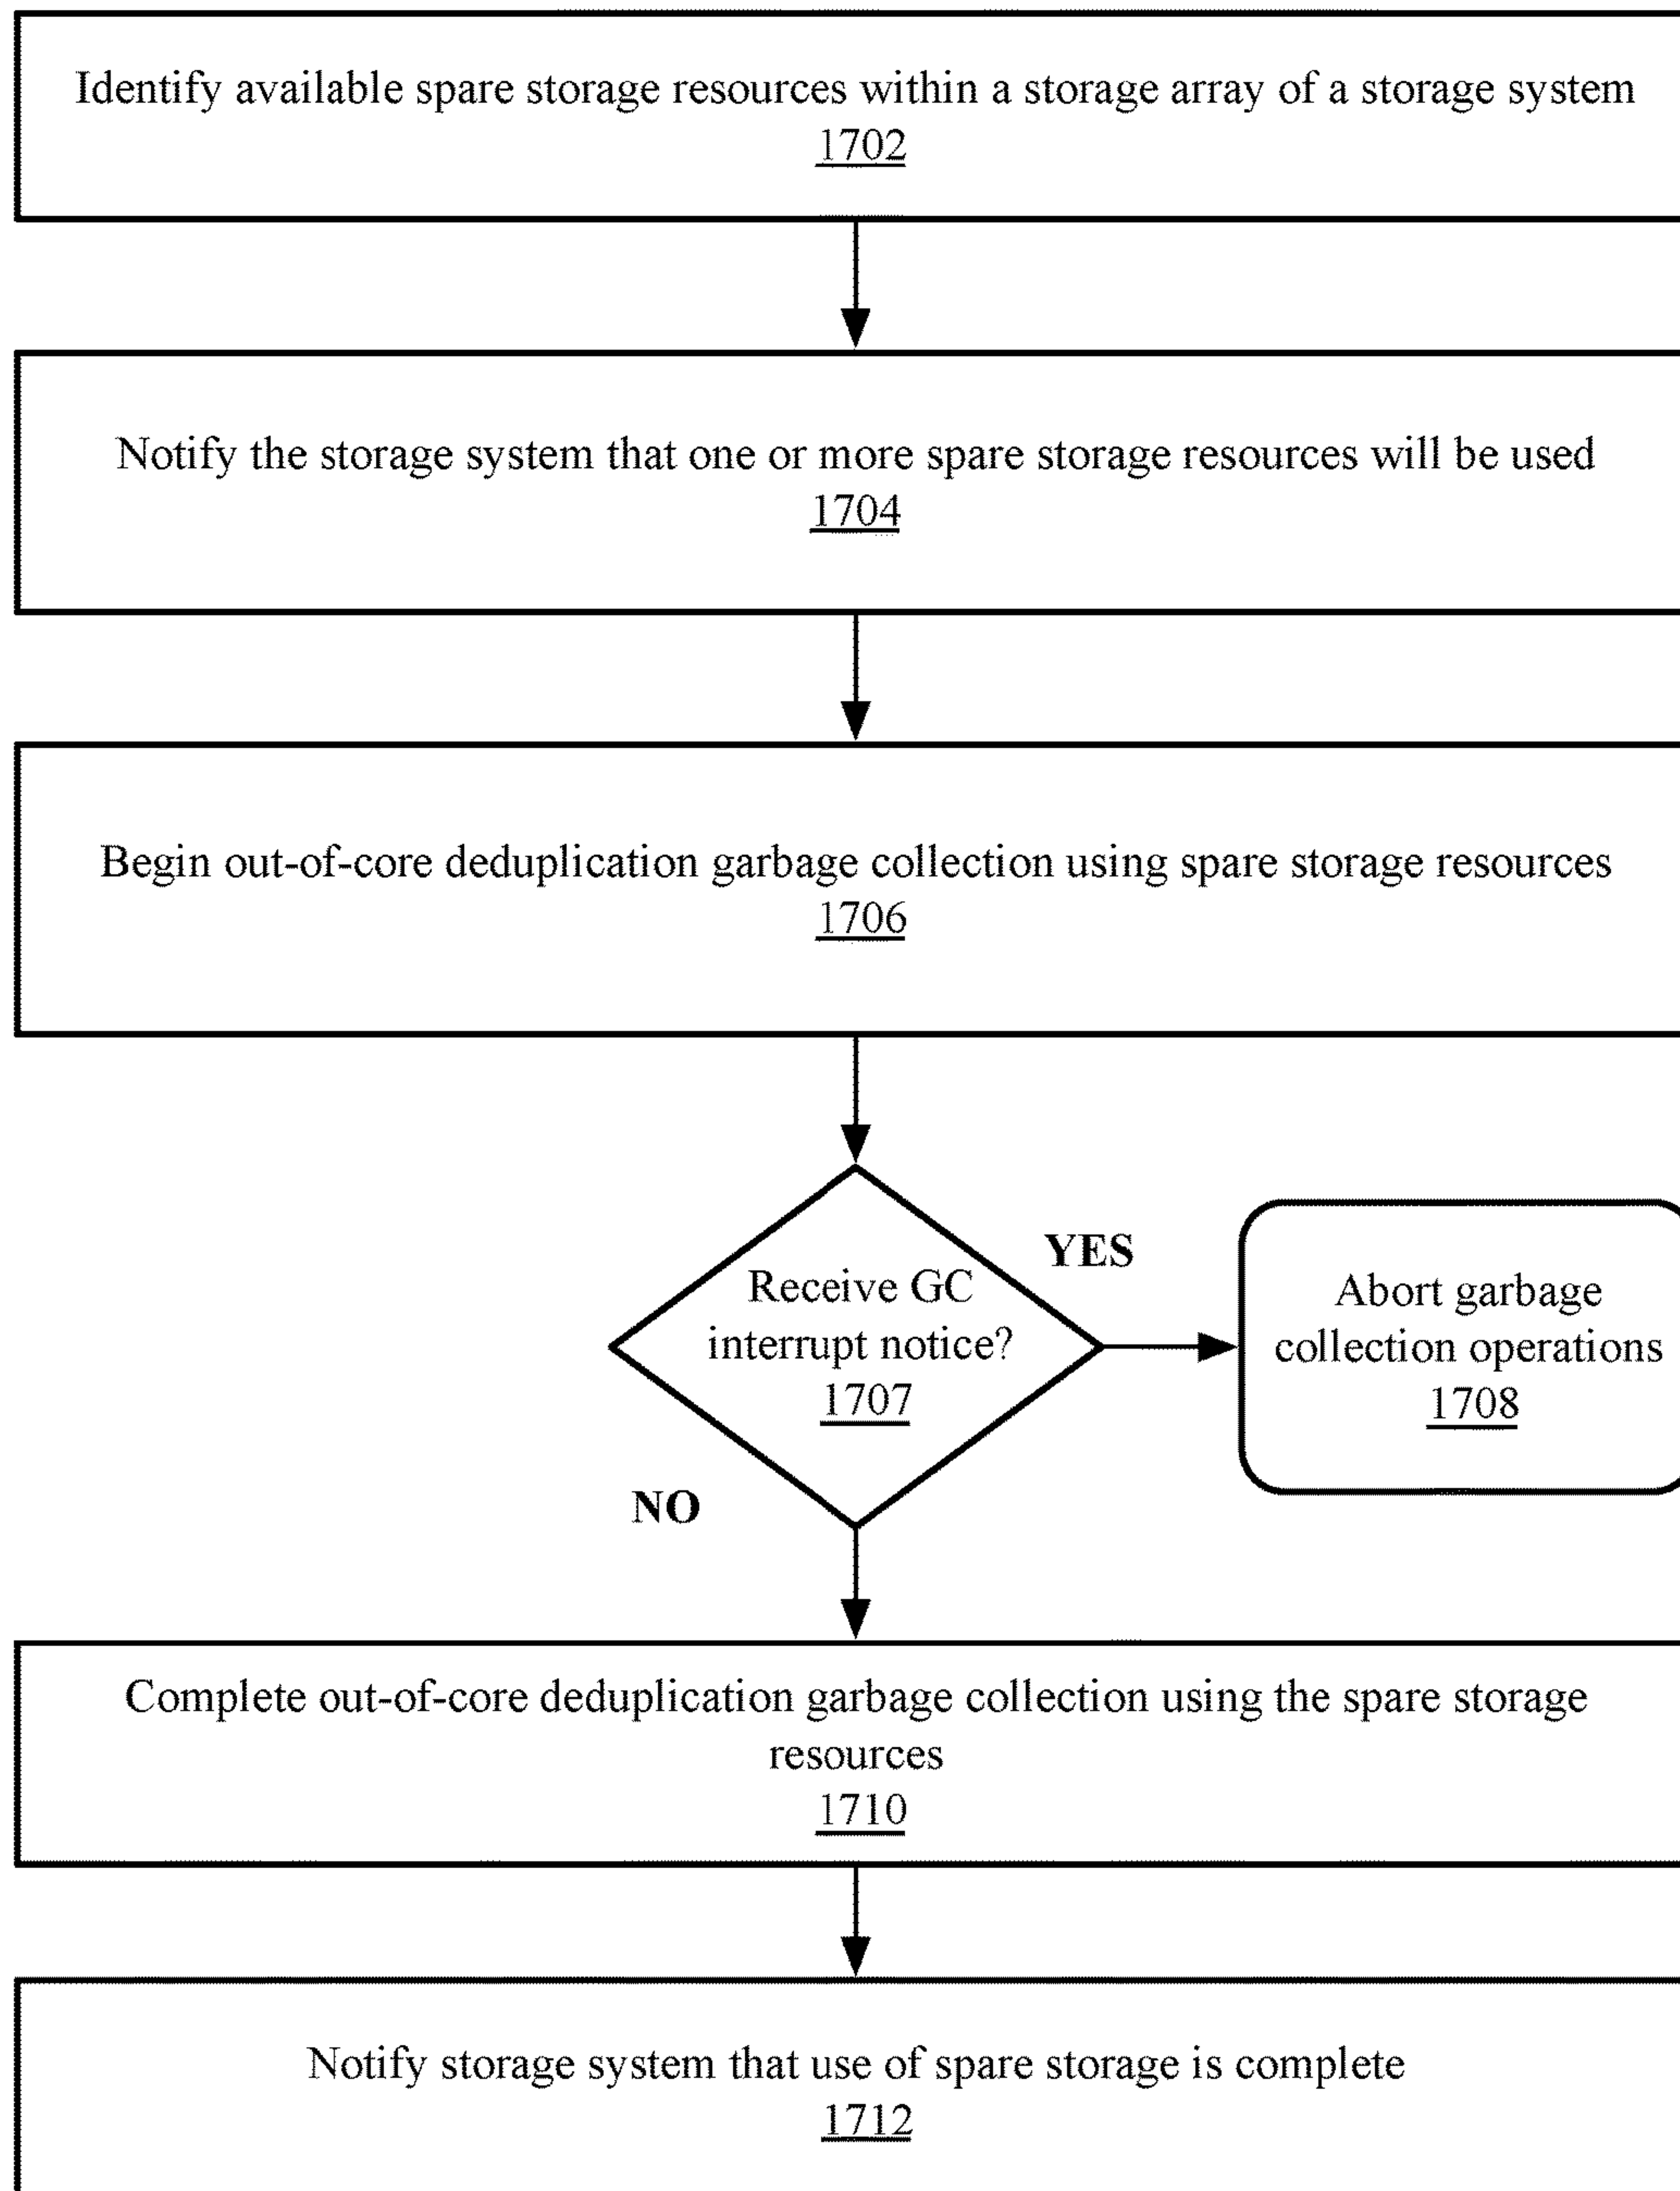 Identify available spare storage resources within a storage array of a storage system
1702
Notify the storage system that one or more spare storage resources will be used
1704
Begin out-of-core deduplication garbage collection using spare storage resources
1706
YES
Receive GC
interrupt notice?
1707
Abort garbage
collection operations
1708
NO
Complete out-of-core deduplication garbage collection using the spare storage
resources
1710
Notify storage system that use of spare storage is complete
1712